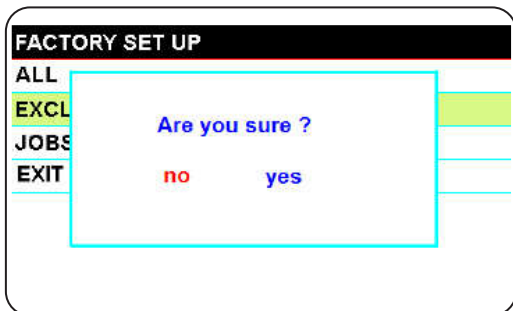 FACTORY SET UP
ALL
EXCL
JOBS
EXIT
Are you sure ?
no yes